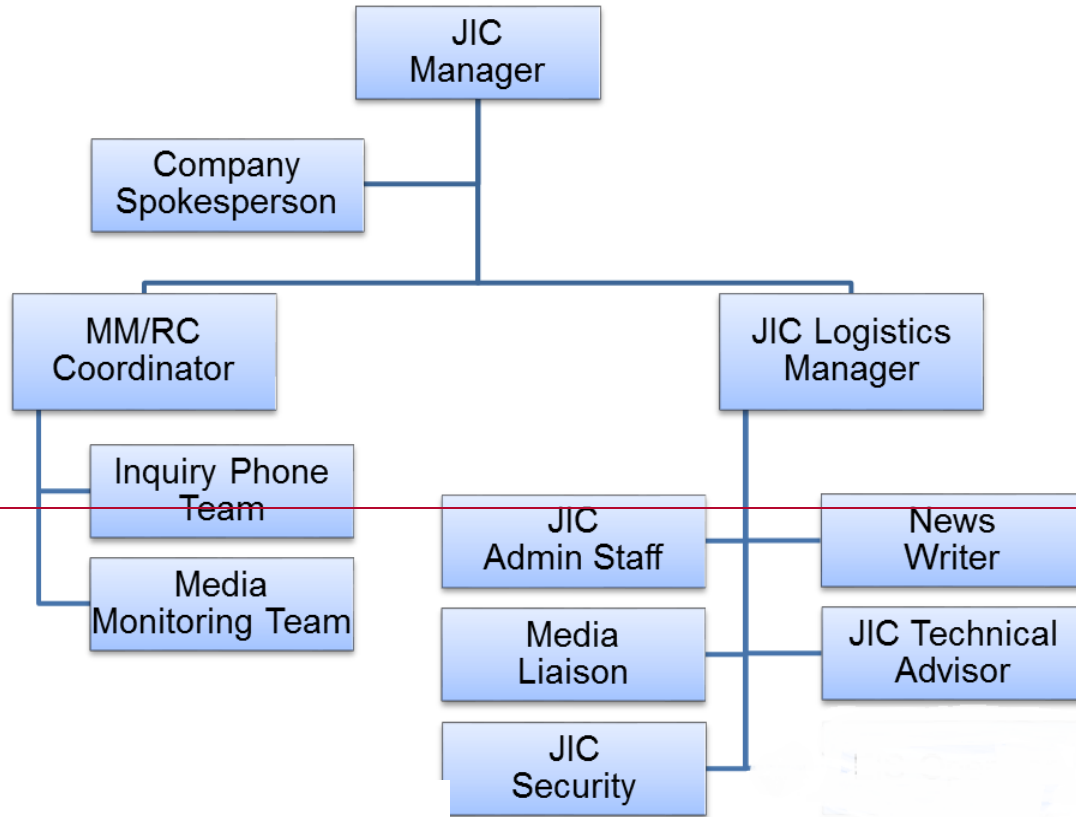 JIC
Manager
Company
Spokesperson
MM/RC
Coordinator
JIC Logistics
Manager
Inquiry Phone
Team
Media
Monitoring Team
JIC
Admin Staff
News
Writer
Media
Liaison
JIC Technical
Advisor
JIC
Security